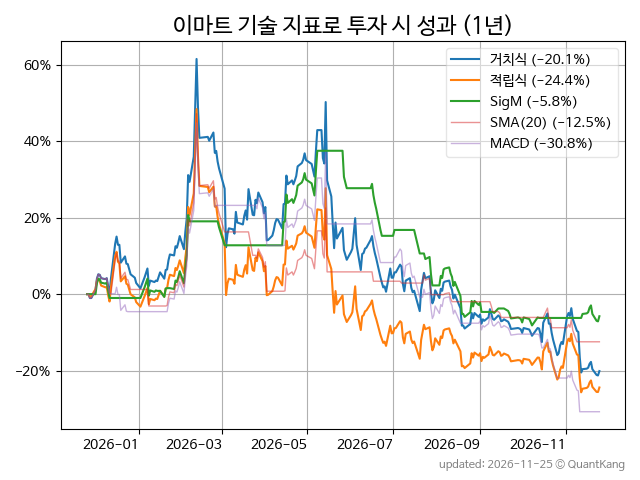 이마트 기술 지표로 투자 시 성과 (1년)
거치식 (−20.1%)
적립식 (−24.4%)
SigM (−5.8%)
SMA(20) (−12.5%)
MACD (−30.8%)
60%
40%
20%
0%
−20%
2026-01 2026-03 2026-05 2026-07 2026-09 2026-11
updated: 2026-11-25 © QuantKang